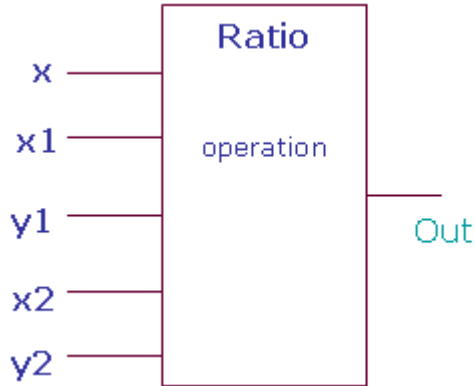 Ratio
x
x1
operation
y1
Out
x2
y2